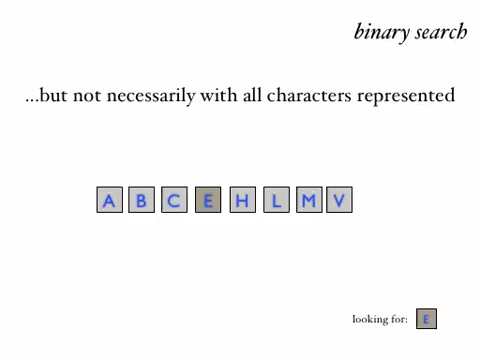 binary search
...but not necessarily with all characters represented
A B C E H L M V
looking for: E